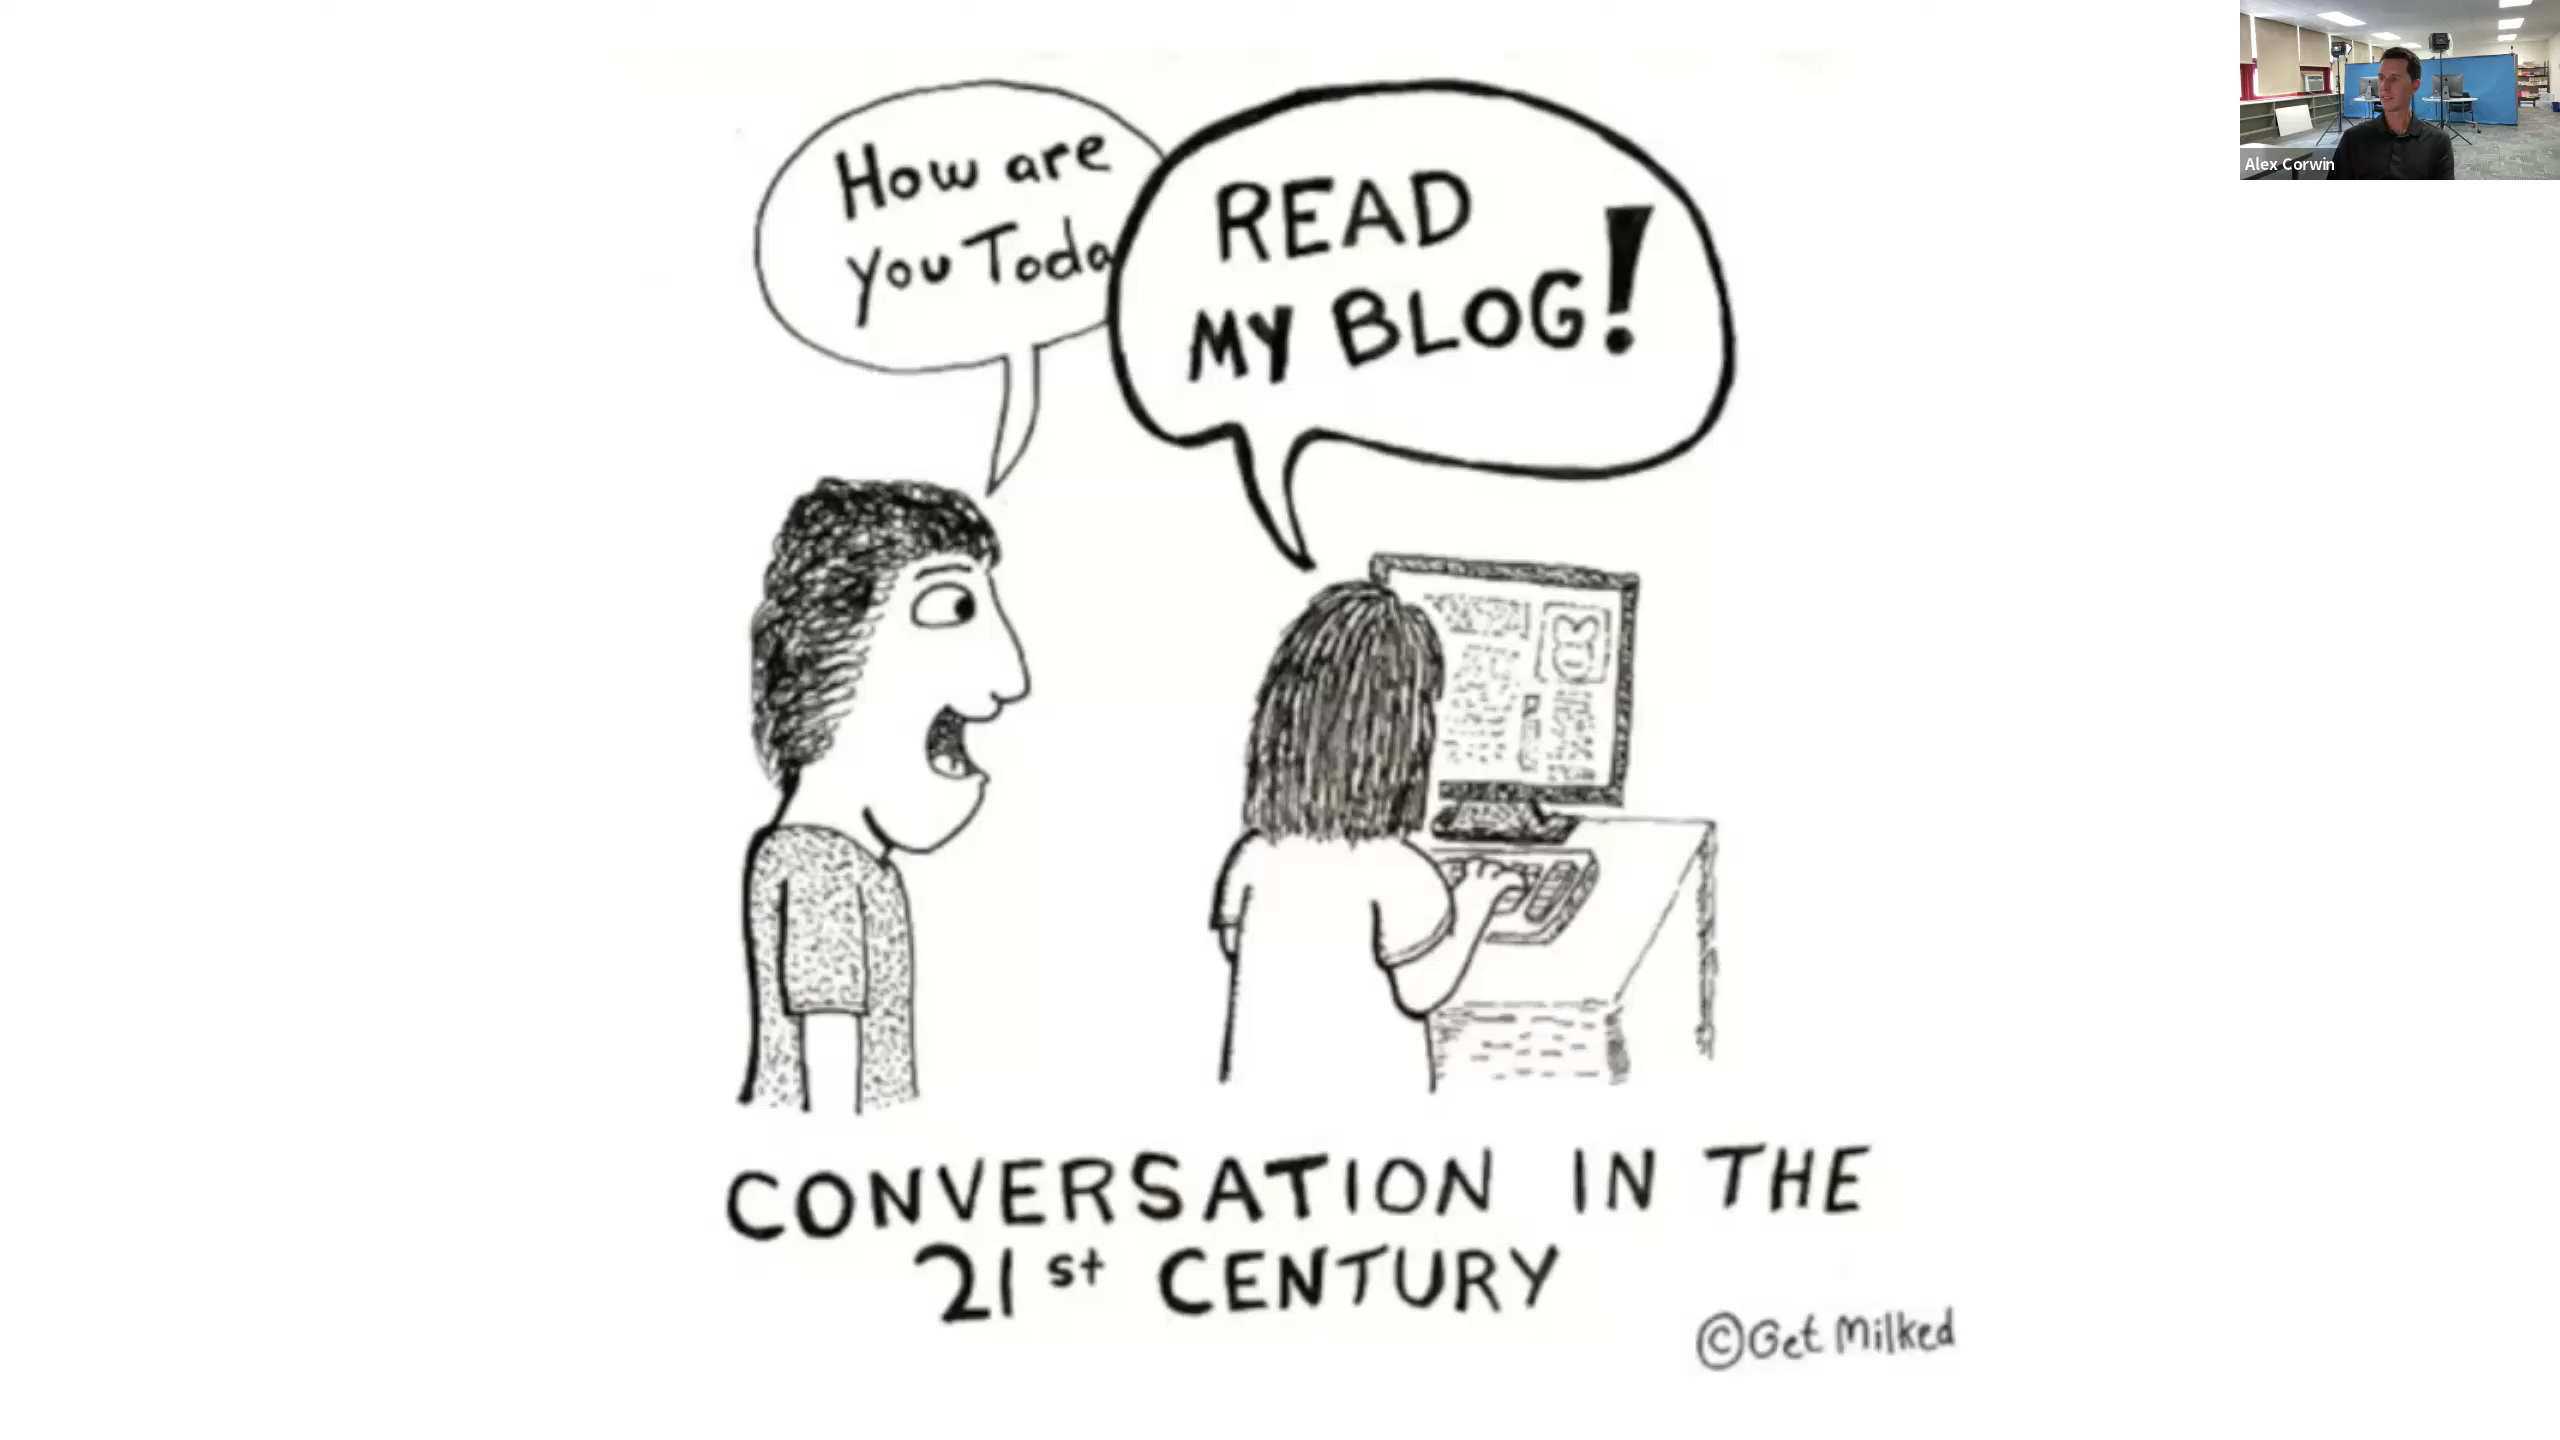 How are
you Toda
READ
MY BLOG!
CONVERSATION IN THE
21st CENTURY
©Get Milked
Alex Corwin